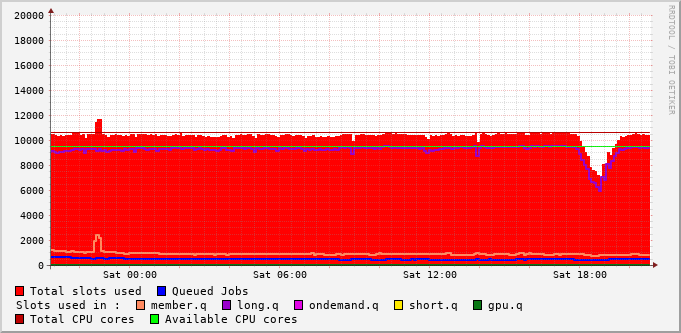 RRDTOOL / TOBI OETIKER
20000
18000
16000
14000
12000
10000
8000
6000
4000
2000
0
Sat 00:00 Sat 06:00 Sat 12:00 Sat 18:00
Total slots used Queued Jobs
Slots used in : member.q long.q ondemand.q short.q gpu.q
Total CPU cores Available CPU cores